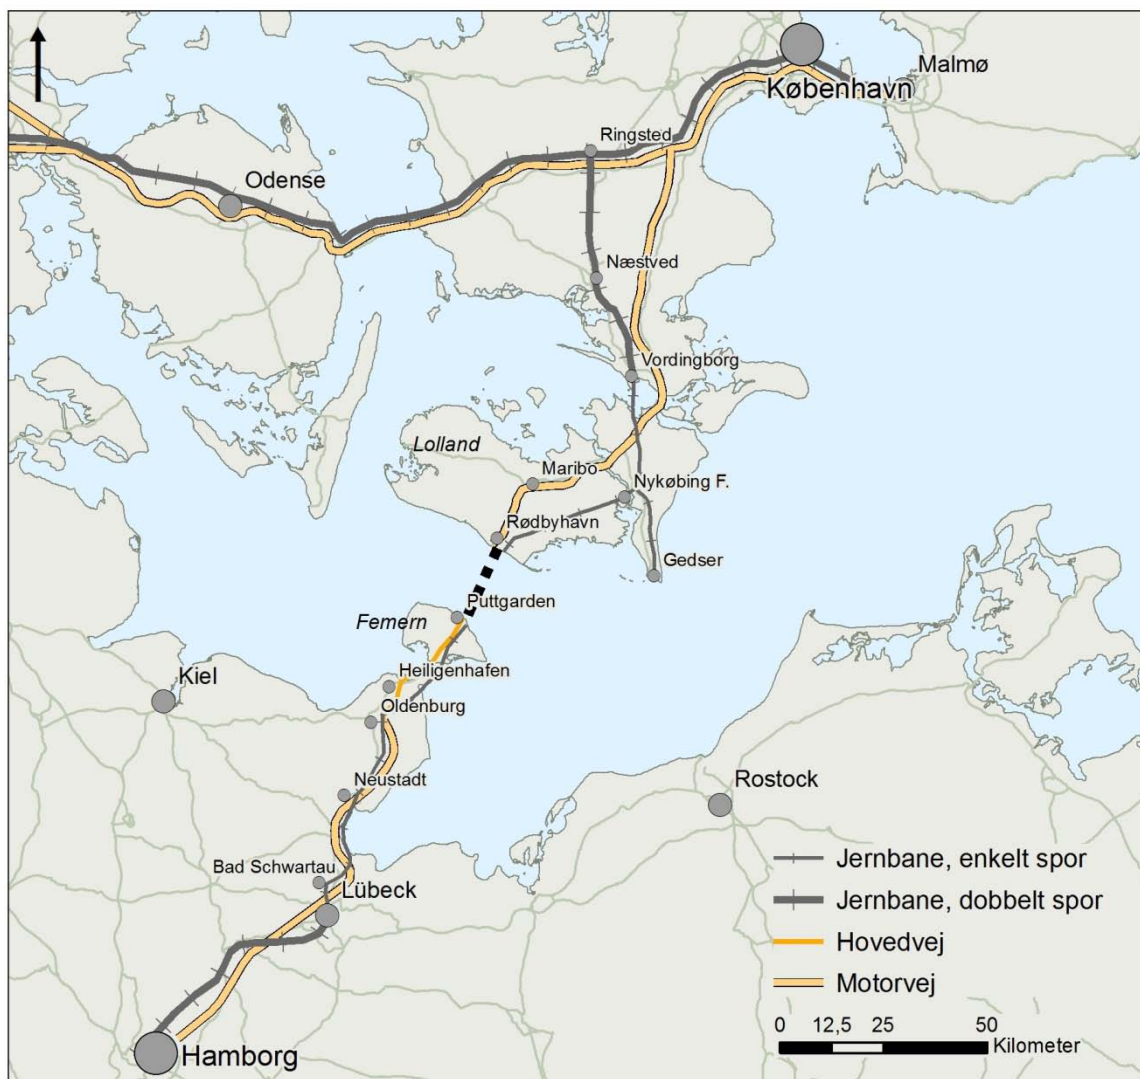 Malmø
København
Ringsted
Odense
Næstved
Vordingborg
Lolland
Maribo
Nykøbing F.
Rødbyhavn
Gedser
Puttgarden
Femern
Heiligenhafen
Kiel
Oldenburg
Neustadt
Rostock
Bad Schwartau
Lübeck
Hamborg
Jernbane, enkelt spor
Jernbane, dobbelt spor
Hovedvej
Motorvej
0 12,5 25 50
Kilometer